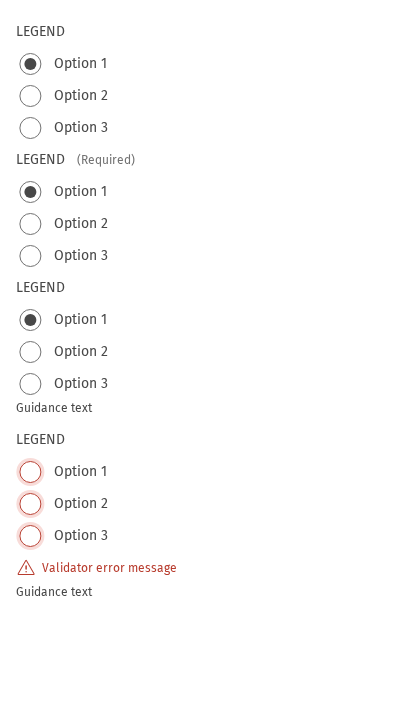 LEGEND
Option 1
Option 2
Option 3
LEGEND (Required)
Option 1
Option 2
Option 3
LEGEND
Option 1
Option 2
Option 3
Guidance text
LEGEND
Option 1
Option 2
Option 3
Validator error message
Guidance text